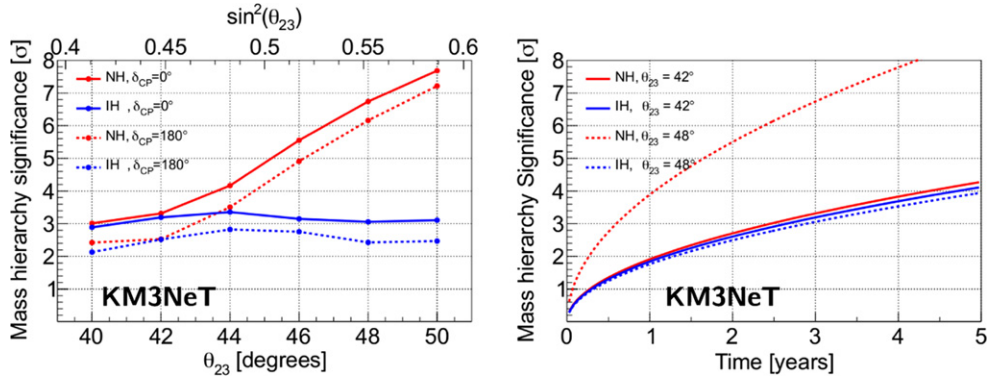 sin²(θ₂₃)
0.4 0.45 0.5 0.55 0.6
Mass hierarchy significance [σ]
8
7
6
5
4
3
2
1
NH, δCP=0°
IH , δCP=0°
NH, δCP=180°
IH , δCP=180°
KM3NeT
40 42 44 46 48 50
θ₂₃ [degrees]
Mass hierarchy Significance [σ]
8
7
6
5
4
3
2
1
NH, θ₂₃ = 42°
IH, θ₂₃ = 42°
NH, θ₂₃ = 48°
IH, θ₂₃ = 48°
KM3NeT
0 1 2 3 4 5
Time [years]